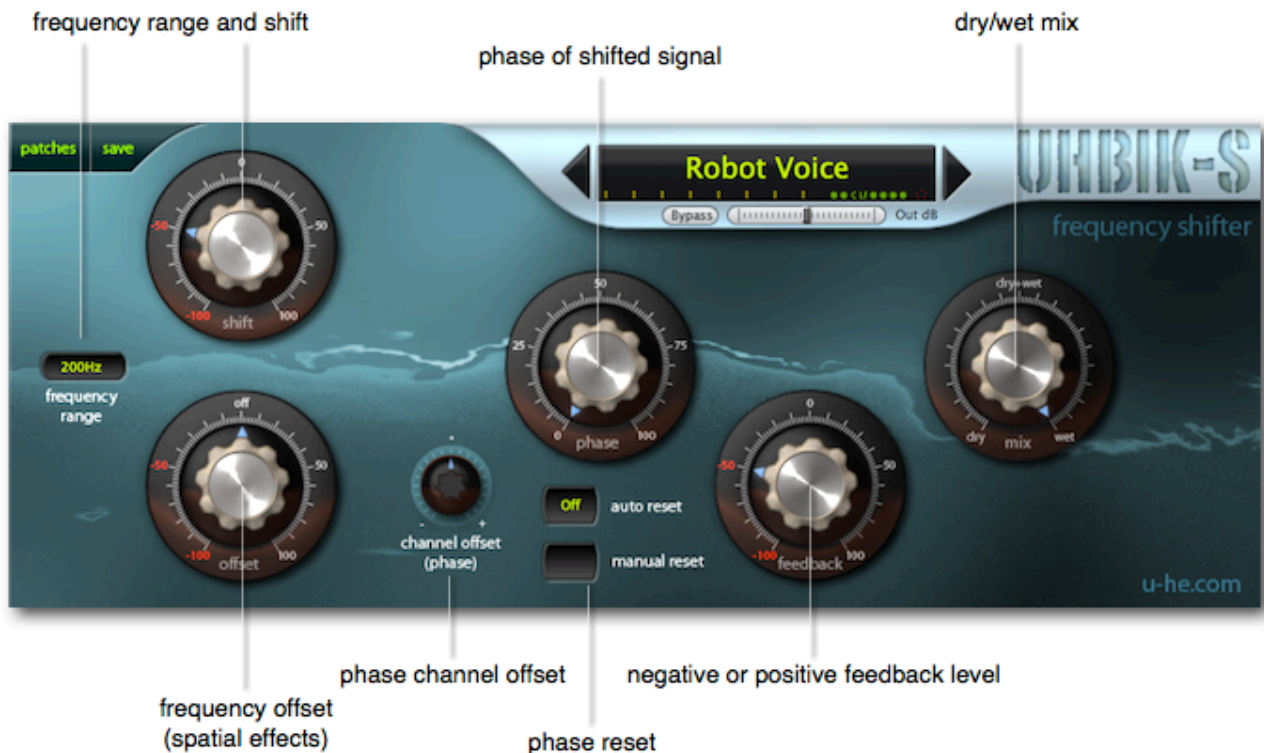 frequency range and shift
phase of shifted signal
dry/wet mix
patches save
Robot Voice
UHBIK-S
Bypass
Out dB
frequency shifter
0
-50 50
-100 100
shift
200Hz
frequency
range
off
-50 50
-100 100
offset
-
- +
channel offset
(phase)
50
25 75
0 100
phase
Off auto reset
manual reset
0
-50 50
-100 100
feedback
dry+wet
dry wet
mix
u-he.com
phase channel offset
negative or positive feedback level
frequency offset
(spatial effects)
phase reset